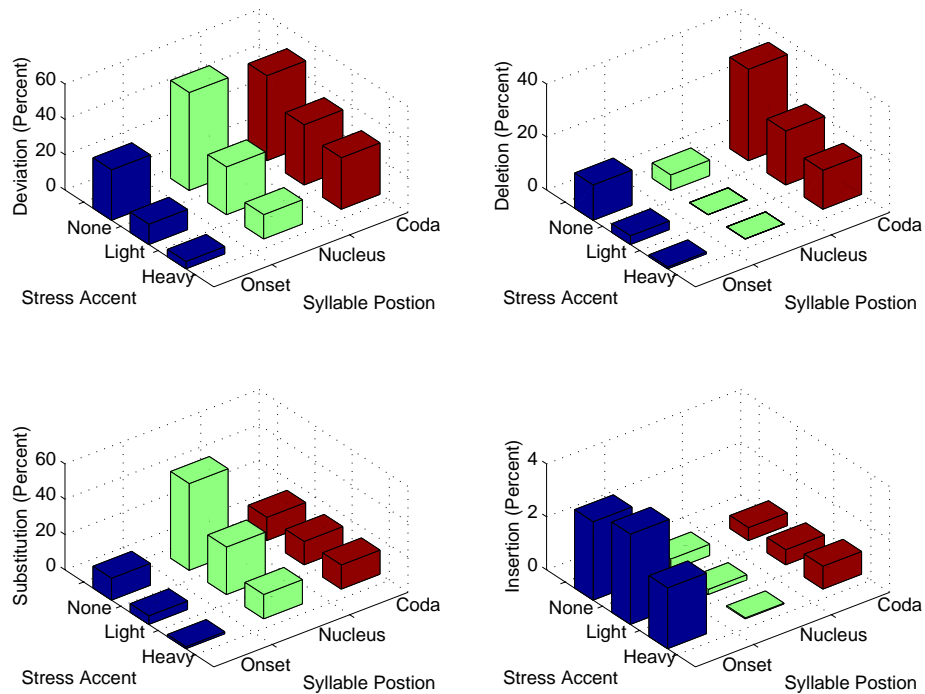 60
40
20
0
Deviation (Percent)
None
Light
Heavy
Stress Accent
Onset
Nucleus
Coda
Syllable Postion
40
20
0
Deletion (Percent)
None
Light
Heavy
Stress Accent
Onset
Nucleus
Coda
Syllable Postion
60
40
20
0
Substitution (Percent)
None
Light
Heavy
Stress Accent
Onset
Nucleus
Coda
Syllable Postion
4
2
0
Insertion (Percent)
None
Light
Heavy
Stress Accent
Onset
Nucleus
Coda
Syllable Postion